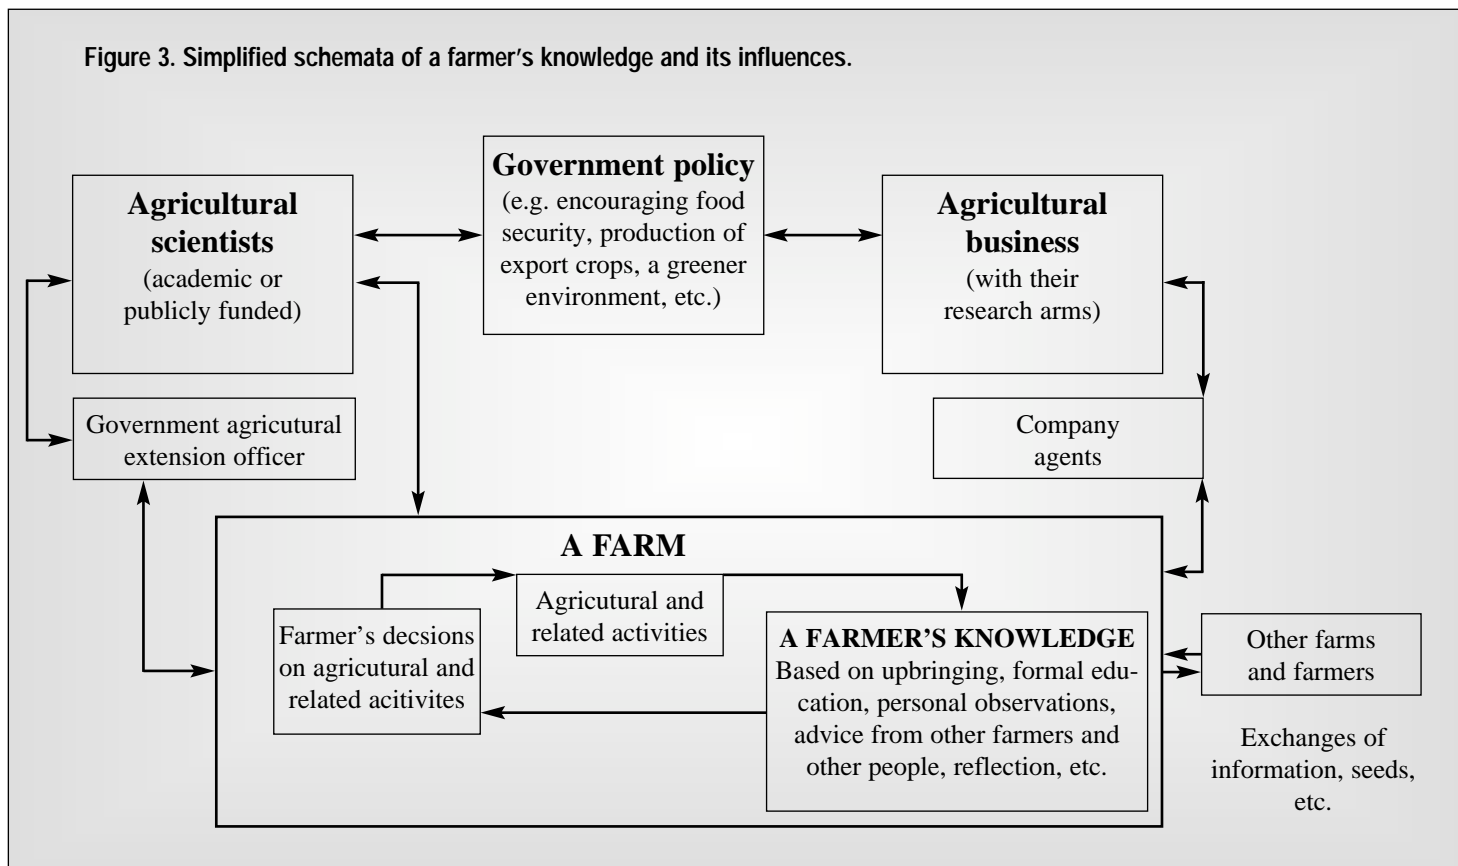 Figure 3. Simplified schemata of a farmer’s knowledge and its influences.
Agricultural
scientists
(academic or
publicly funded)
Government policy
(e.g. encouraging food
security, production of
export crops, a greener
environment, etc.)
Agricultural
business
(with their
research arms)
Government agricutural
extension officer
Company
agents
A FARM
Farmer’s decsions
on agricutural and
related acitivites
Agricutural and
related activities
A FARMER’S KNOWLEDGE
Based on upbringing, formal edu-
cation, personal observations,
advice from other farmers and
other people, reflection, etc.
Other farms
and farmers
Exchanges of
information, seeds,
etc.